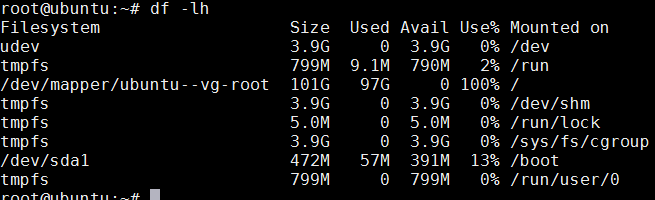 root@ubuntu:~# df -lh
Filesystem                   Size  Used Avail Use% Mounted on
udev                         3.9G     0  3.9G   0% /dev
tmpfs                        799M  9.1M  790M   2% /run
/dev/mapper/ubuntu--vg-root  101G   97G     0 100% /
tmpfs                        3.9G     0  3.9G   0% /dev/shm
tmpfs                        5.0M     0  5.0M   0% /run/lock
tmpfs                        3.9G     0  3.9G   0% /sys/fs/cgroup
/dev/sda1                    472M   57M  391M  13% /boot
tmpfs                        799M     0  799M   0% /run/user/0
root@ubuntu:~#